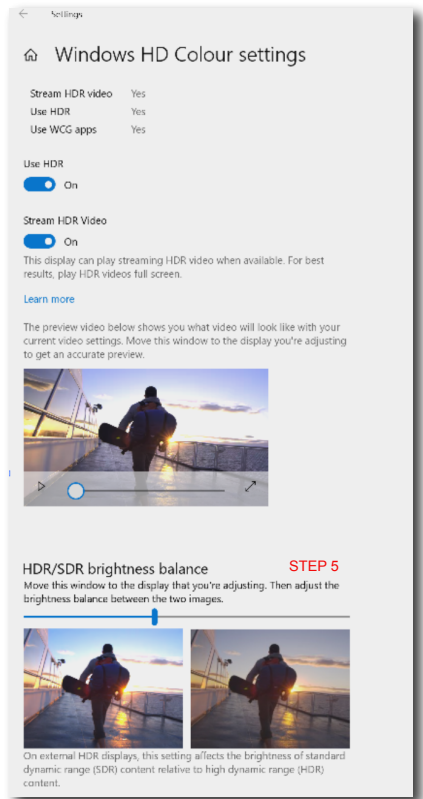 Settings
Windows HD Colour settings
Stream HDR video Yes
Use HDR Yes
Use WCG apps Yes
Use HDR
On
Stream HDR Video
On
This display can play streaming HDR video when available. For best
results, play HDR videos full screen.
Learn more
The preview video below shows you what video will look like with your
current video settings. Move this window to the display you're adjusting
to get an accurate preview.
HDR/SDR brightness balance STEP 5
Move this window to the display that you're adjusting. Then adjust the
brightness balance between the two images.
On external HDR displays, this setting affects the brightness of standard
dynamic range (SDR) content relative to high dynamic range (HDR)
content.